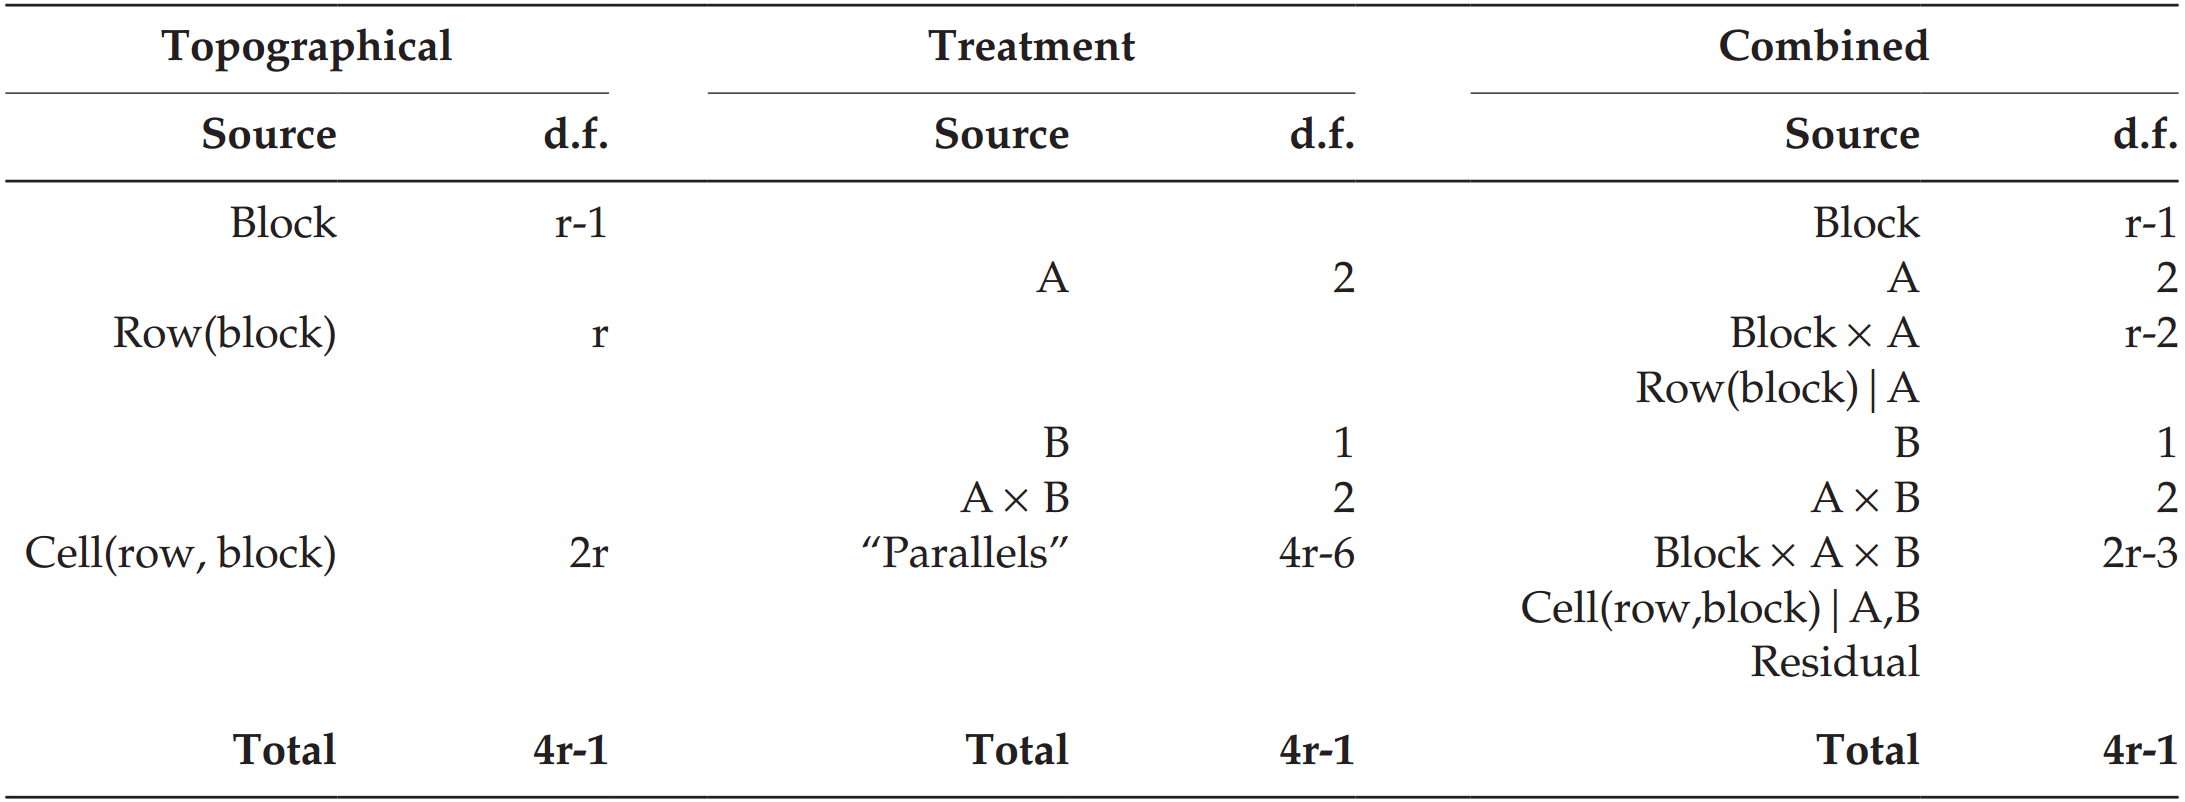 Topographical Treatment Combined
Source d.f. Source d.f. Source d.f.
Block r-1 Block r-1
A 2 A 2
Row(block) r Block × A r-2
Row(block) | A
B 1 B 1
A × B 2 A × B 2
Cell(row, block) 2r “Parallels” 4r-6 Block × A × B 2r-3
Cell(row,block) | A,B
Residual
Total 4r-1 Total 4r-1 Total 4r-1